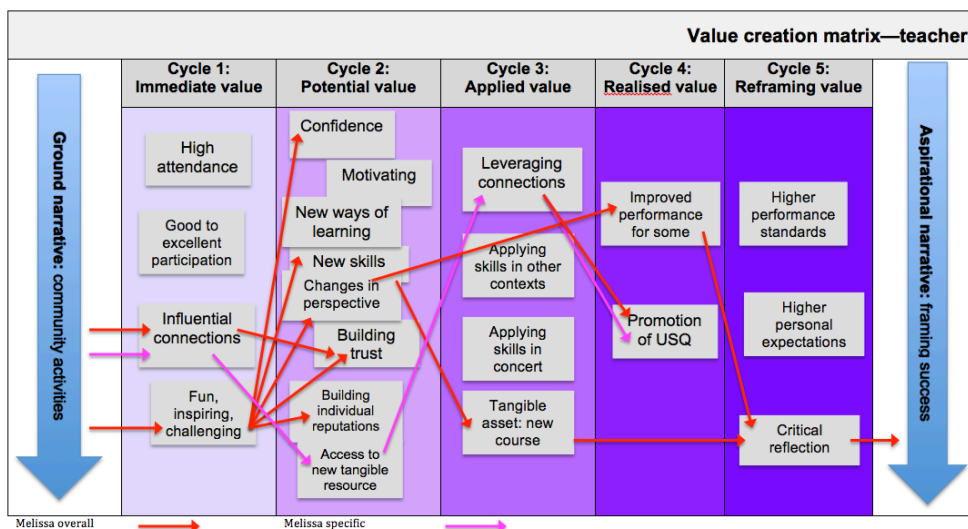 Value creation matrix—teacher
Cycle 1:
Immediate value
Cycle 2:
Potential value
Cycle 3:
Applied value
Cycle 4:
Realised value
Cycle 5:
Reframing value
Ground narrative: community activities
High
attendance
Good to
excellent
participation
Influential
connections
Fun,
inspiring,
challenging
Confidence
Motivating
New ways of
learning
New skills
Changes in
perspective
Building
trust
Building
individual
reputations
Access to
new tangible
resource
Leveraging
connections
Applying
skills in other
contexts
Applying
skills in
concert
Tangible
asset: new
course
Improved
performance
for some
Promotion
of USQ
Higher
performance
standards
Higher
personal
expectations
Critical
reflection
Aspirational narrative: framing success
Melissa overall
Melissa specific